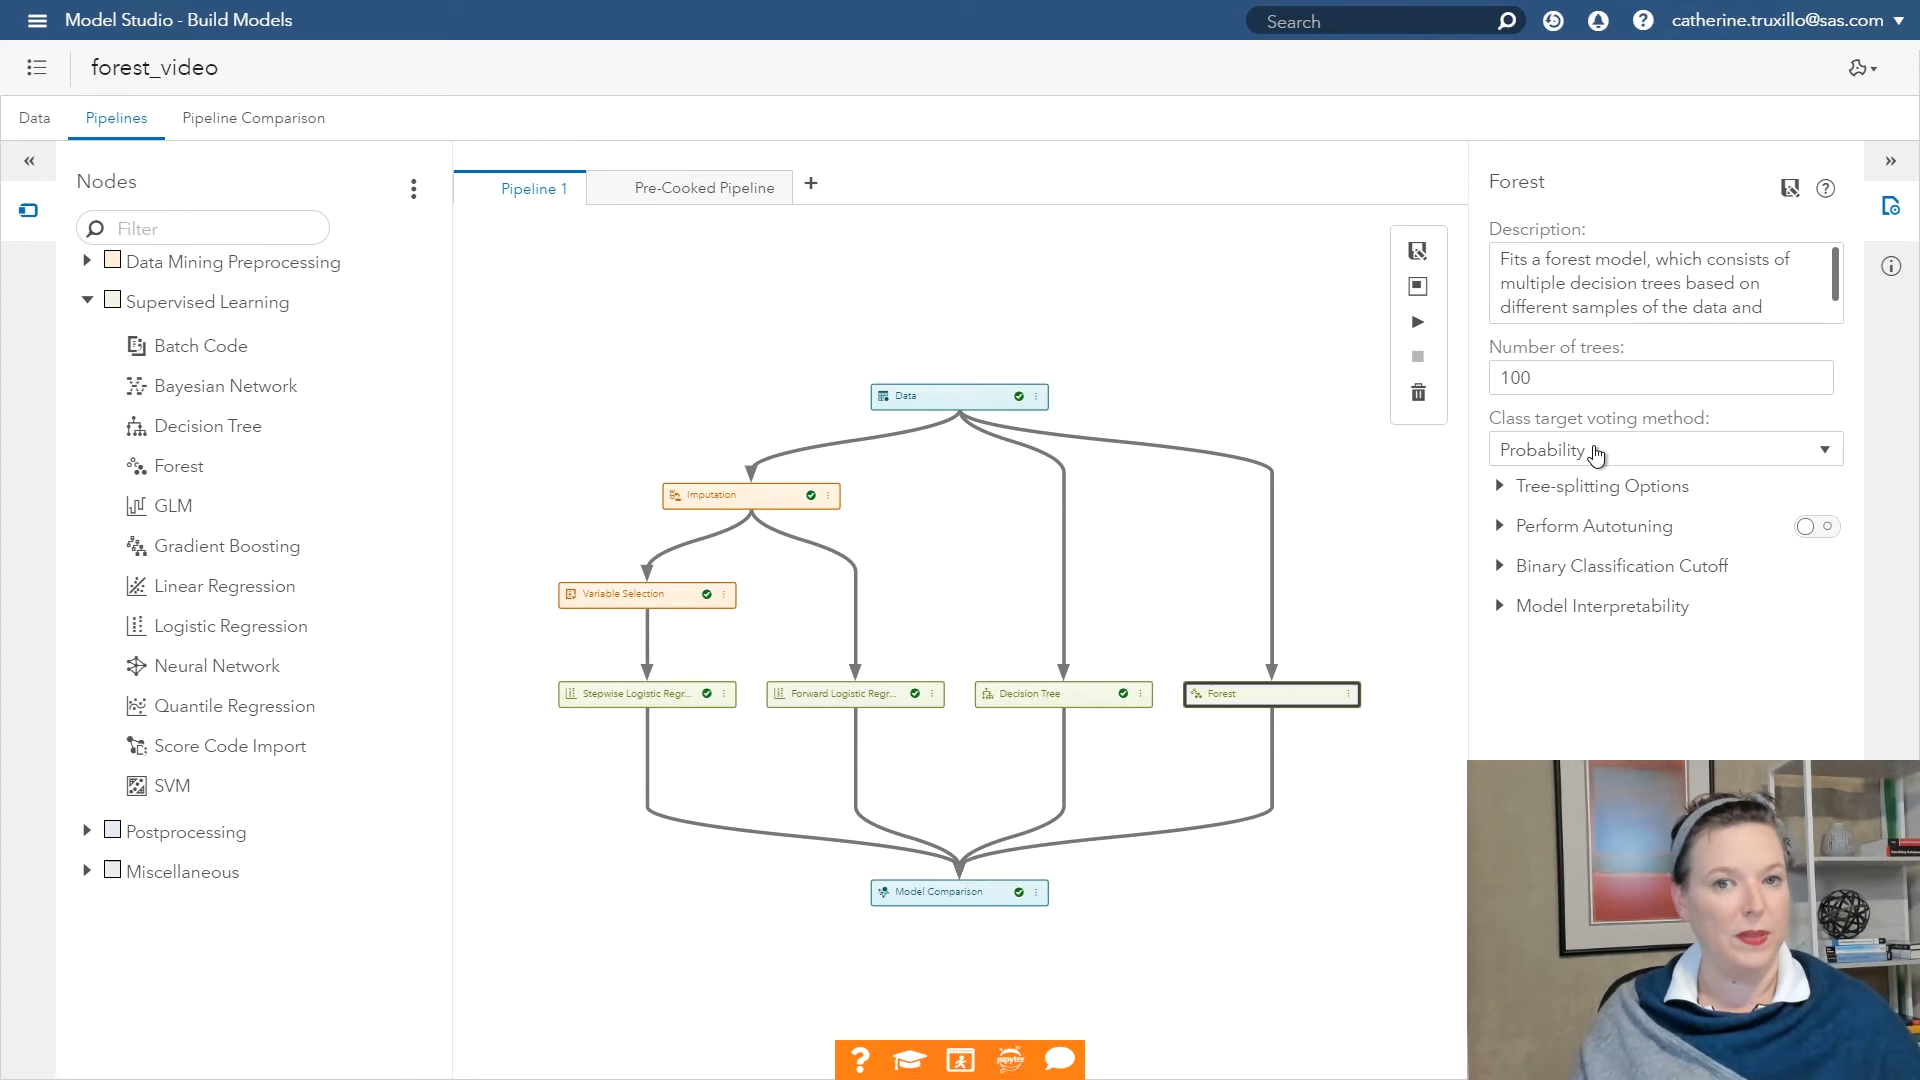 Model Studio - Build Models
Search
catherine.truxillo@sas.com
forest_video
Data
Pipelines
Pipeline Comparison
Nodes
Filter
Data Mining Preprocessing
Supervised Learning
Batch Code
Bayesian Network
Decision Tree
Forest
GLM
Gradient Boosting
Linear Regression
Logistic Regression
Neural Network
Quantile Regression
Score Code Import
SVM
Postprocessing
Miscellaneous
Pipeline 1
Pre-Cooked Pipeline
Data
Imputation
Variable Selection
Stepwise Logistic Regr...
Forward Logistic Regr...
Decision Tree
Forest
Model Comparison
Forest
Description:
Fits a forest model, which consists of
multiple decision trees based on
different samples of the data and
Number of trees:
100
Class target voting method:
Probability
Tree-splitting Options
Perform Autotuning
Binary Classification Cutoff
Model Interpretability
jupyter